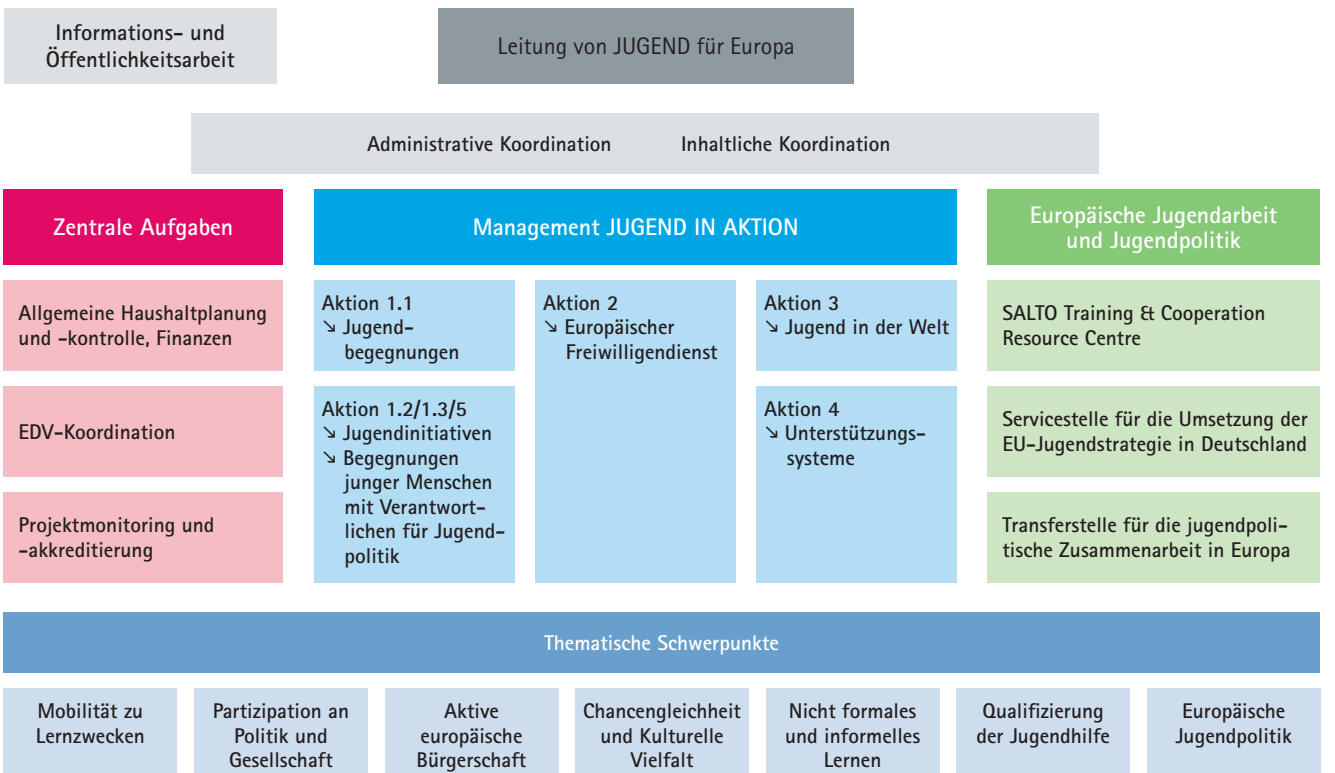 Informations- und
Öffentlichkeitsarbeit
Leitung von JUGEND für Europa
Administrative Koordination
Inhaltliche Koordination
Zentrale Aufgaben
Allgemeine Haushaltplanung
und -kontrolle, Finanzen
EDV-Koordination
Projektmonitoring und
-akkreditierung
Management JUGEND IN AKTION
Aktion 1.1
↘ Jugend-
begegnungen
Aktion 1.2/1.3/5
↘ Jugendinitiativen
↘ Begegnungen
junger Menschen
mit Verantwort-
lichen für Jugend-
politik
Aktion 2
↘ Europäischer
Freiwilligendienst
Aktion 3
↘ Jugend in der Welt
Aktion 4
↘ Unterstützungs-
systeme
Europäische Jugendarbeit
und Jugendpolitik
SALTO Training & Cooperation
Resource Centre
Servicestelle für die Umsetzung der
EU-Jugendstrategie in Deutschland
Transferstelle für die jugendpoli-
tische Zusammenarbeit in Europa
Thematische Schwerpunkte
Mobilität zu
Lernzwecken
Partizipation an
Politik und
Gesellschaft
Aktive
europäische
Bürgerschaft
Chancengleichheit
und Kulturelle
Vielfalt
Nicht formales
und informelles
Lernen
Qualifizierung
der Jugendhilfe
Europäische
Jugendpolitik